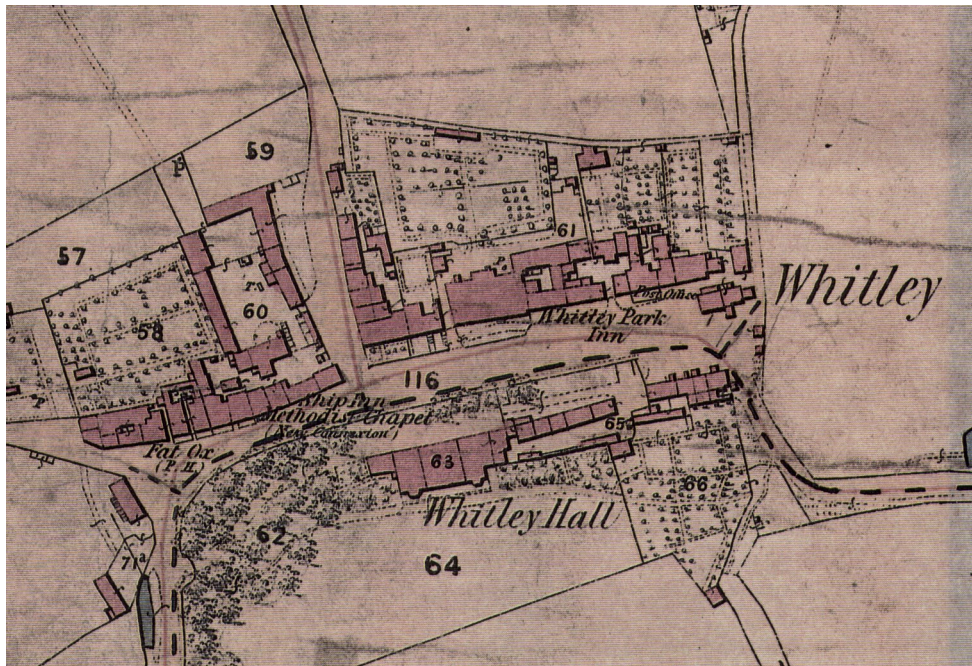 59
P
57
58
60
61
Whitley
Post Office
Whitley Park
Inn
116
Ship Inn
Methodist Chapel
(New Connexion)
Fat Ox
(P. H.)
63
65
66
Whitley Hall
62
64
71
a